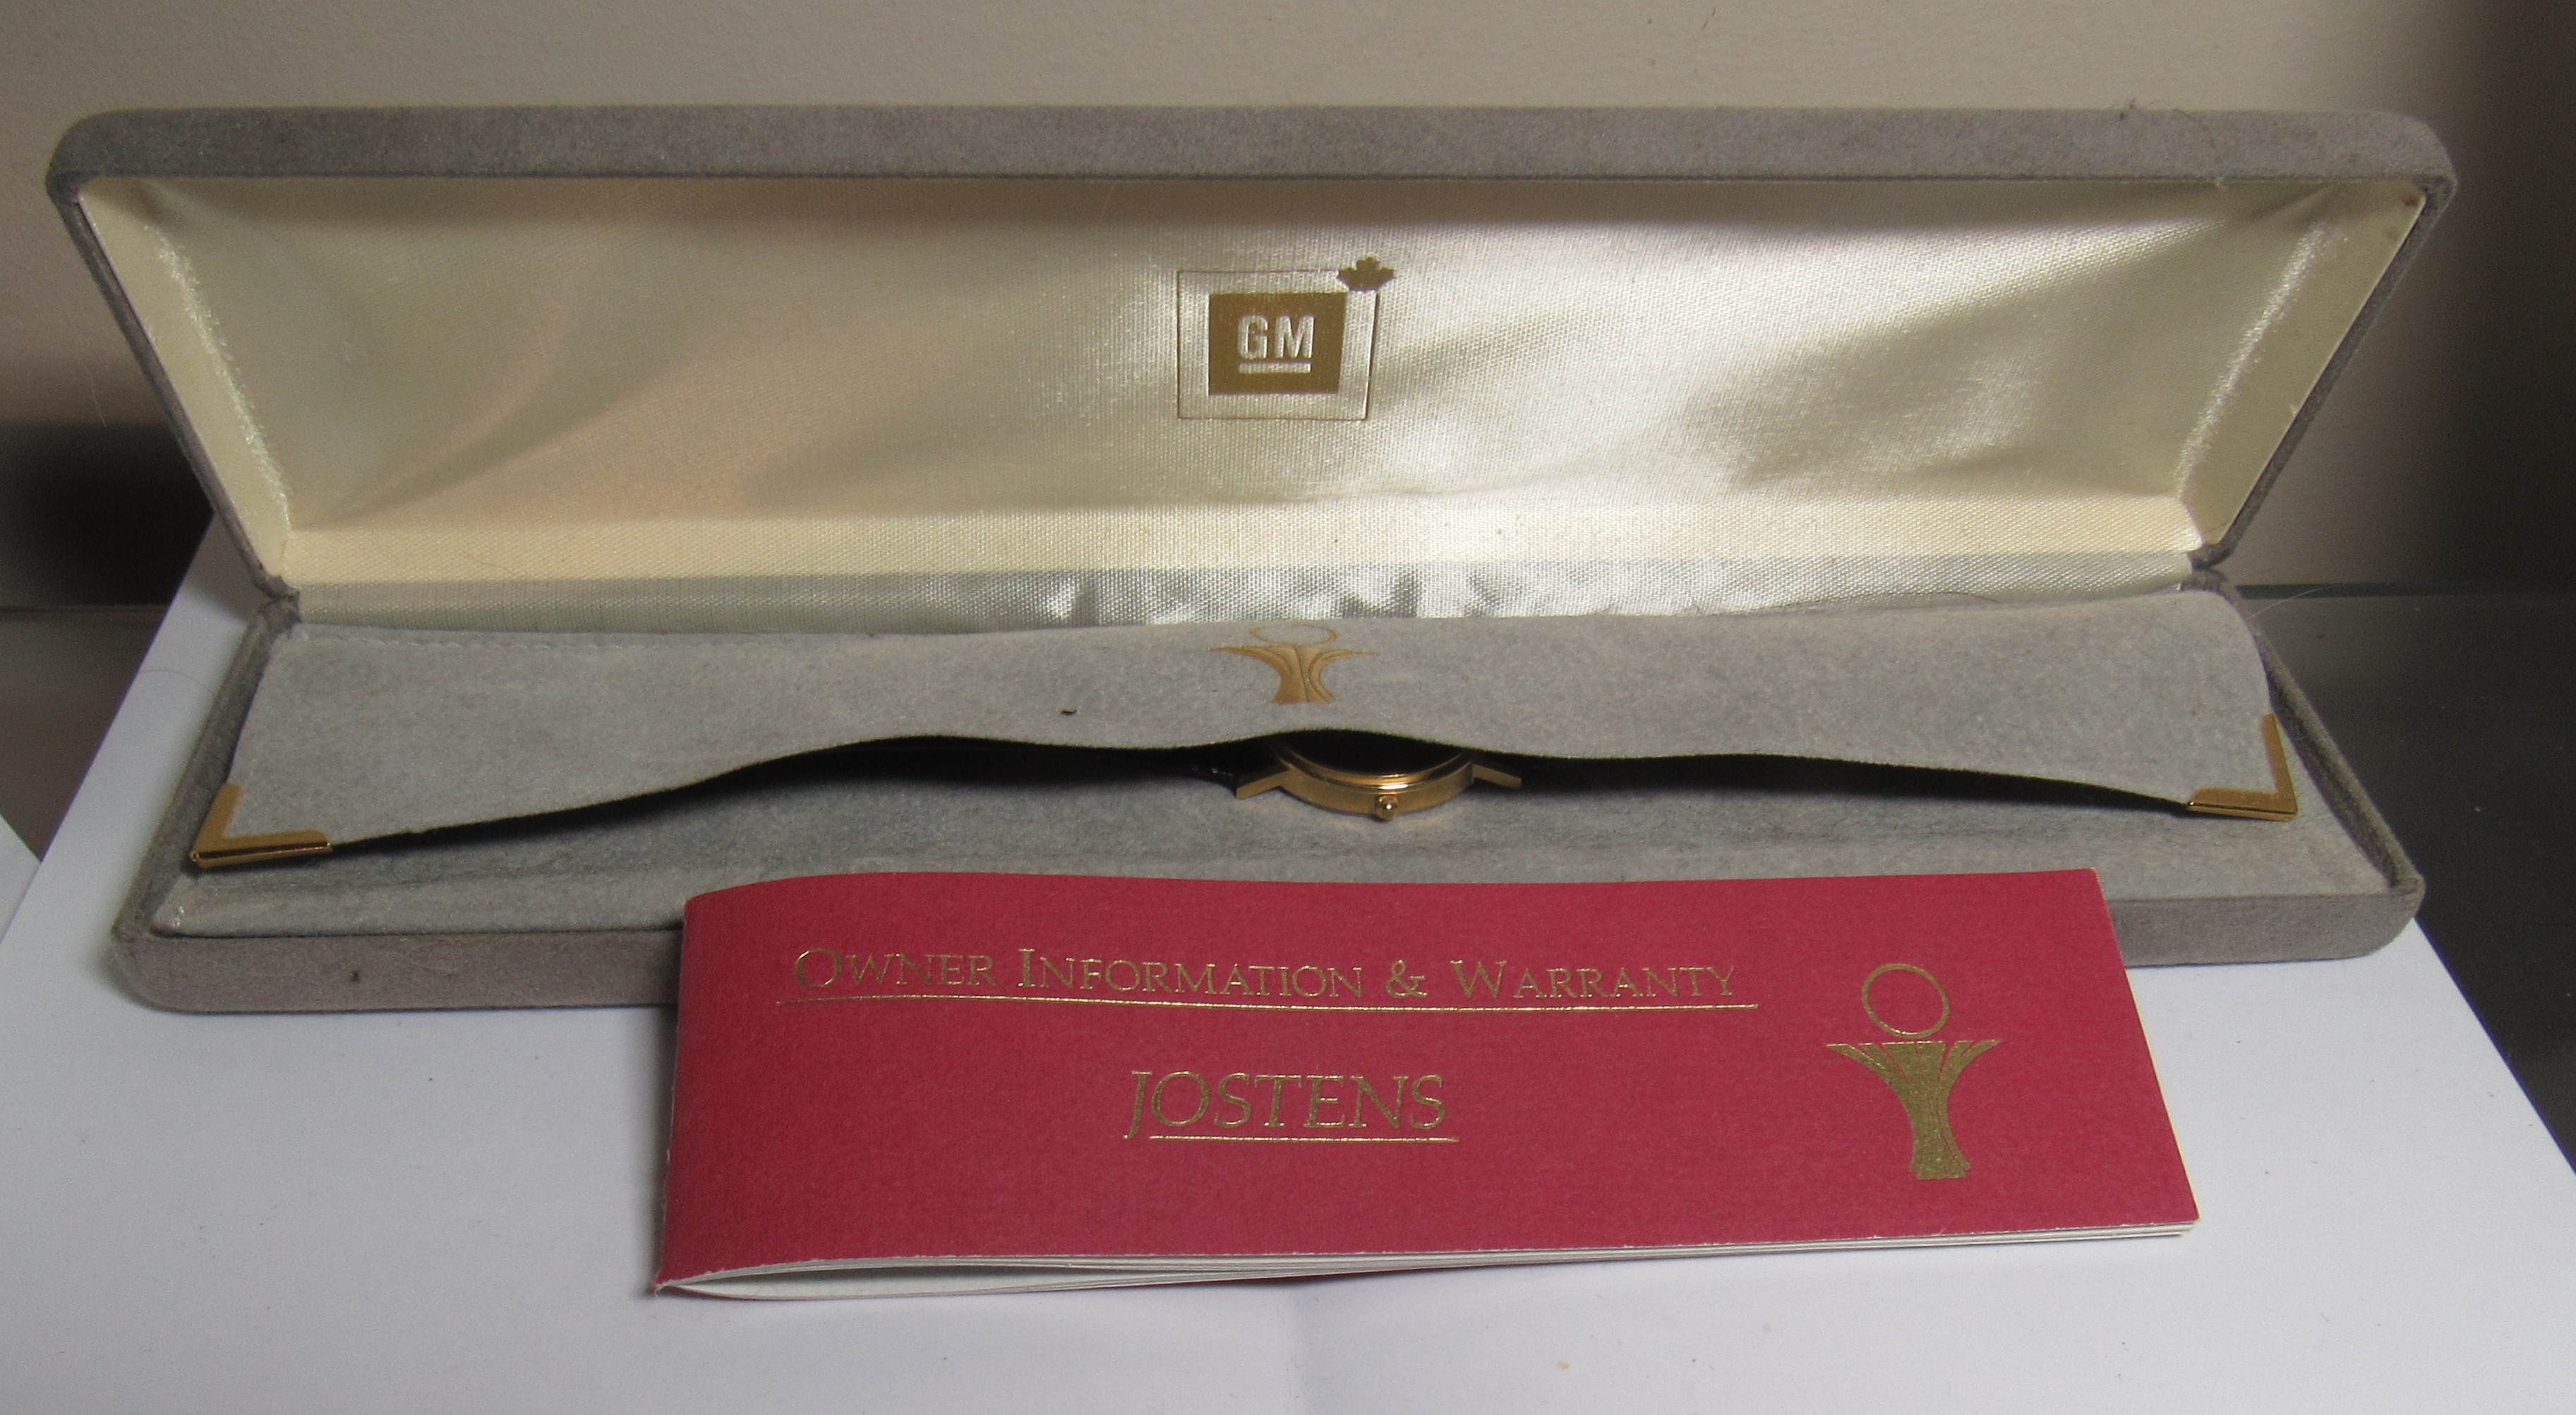 GM
OWNER INFORMATION & WARRANTY
JOSTENS